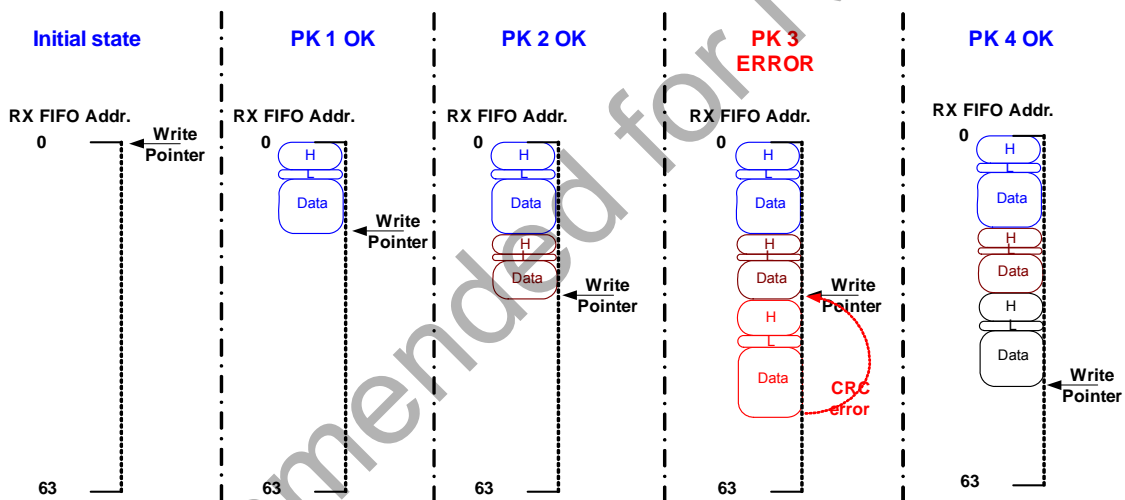 Initial state
RX FIFO Addr.
0
Write
Pointer
63
PK 1 OK
RX FIFO Addr.
0
H
L
Data
Write
Pointer
63
PK 2 OK
RX FIFO Addr.
0
H
L
Data
H
L
Data
Write
Pointer
63
PK 3
ERROR
RX FIFO Addr.
0
H
L
Data
H
L
Data
H
L
Data
Write
Pointer
CRC
error
63
PK 4 OK
RX FIFO Addr.
0
H
L
Data
H
L
Data
H
L
Data
Write
Pointer
63
mmended for